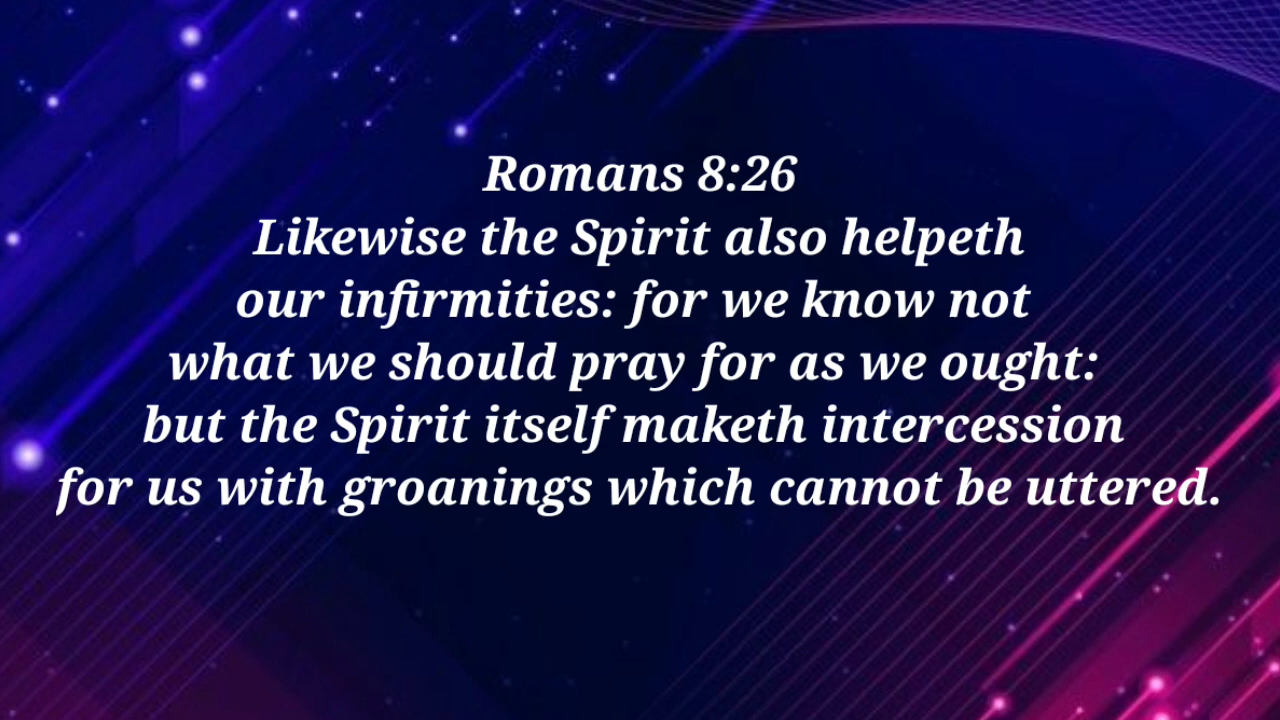 Romans 8:26
Likewise the Spirit also helpeth
our infirmities: for we know not
what we should pray for as we ought:
but the Spirit itself maketh intercession
for us with groanings which cannot be uttered.